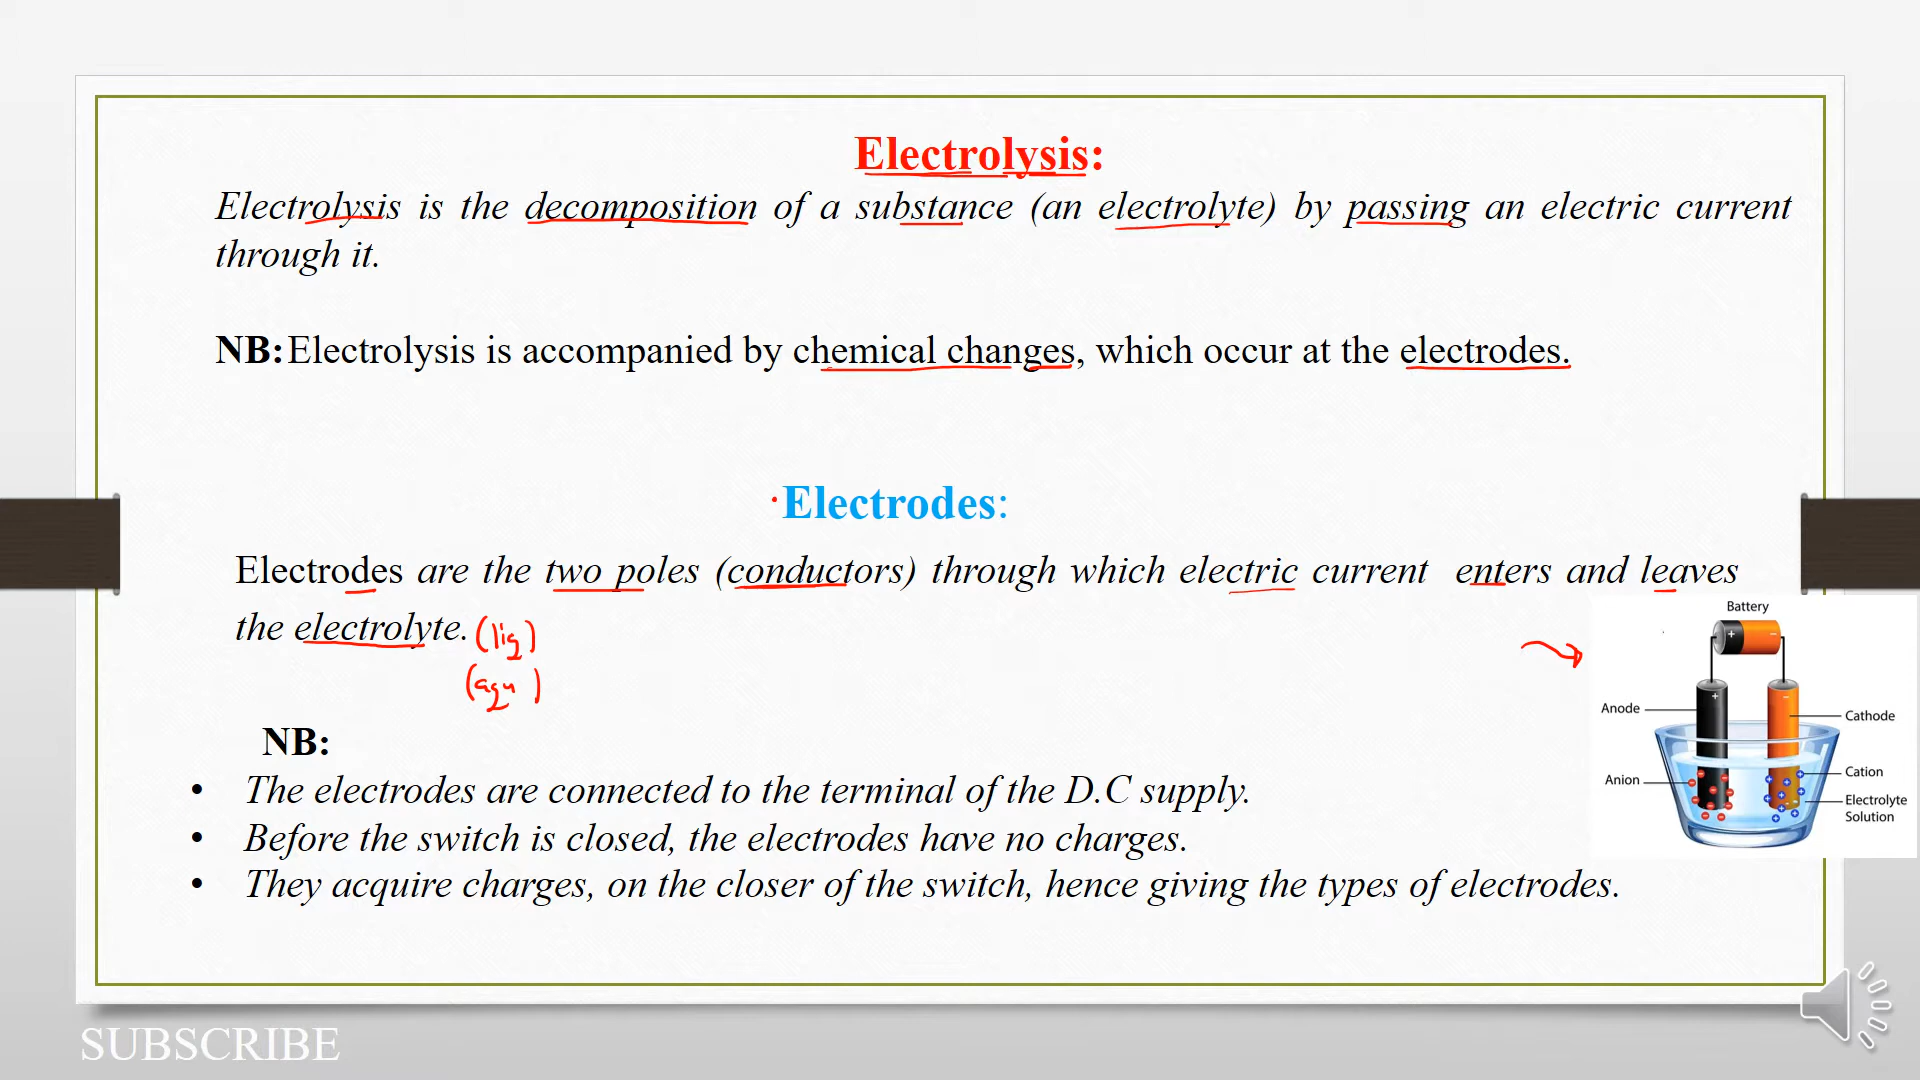 Electrolysis:
Electrolysis is the decomposition of a substance (an electrolyte) by passing an electric current
through it.
NB: Electrolysis is accompanied by chemical changes, which occur at the electrodes.
Electrodes:
Electrodes are the two poles (conductors) through which electric current enters and leaves
the electrolyte. (liq)
(aqu)
Battery
+ -
+ -
Anode
Cathode
Anion
Cation
Electrolyte
Solution
NB:
• The electrodes are connected to the terminal of the D.C supply.
• Before the switch is closed, the electrodes have no charges.
• They acquire charges, on the closer of the switch, hence giving the types of electrodes.
SUBSCRIBE